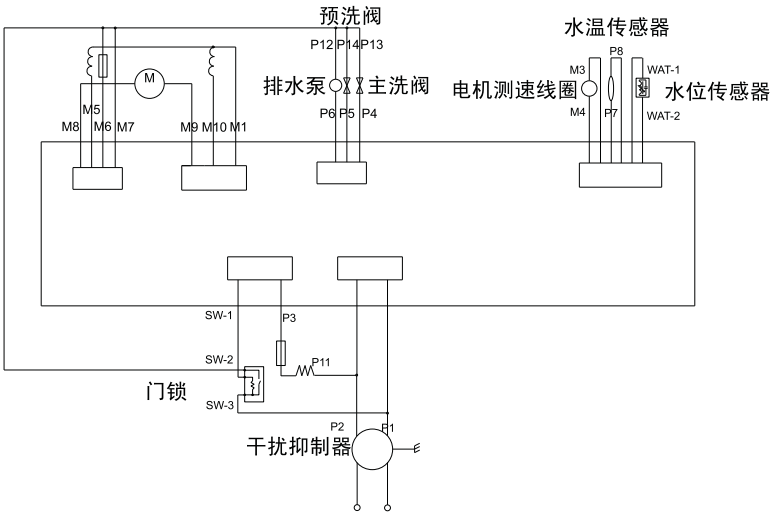 预洗阀
P12 P14 P13
水温传感器
P8
M
排水泵
主洗阀
M3
电机测速线圈
WAT-1
水位传感器
M5
P6 P5 P4
M4
P7
WAT-2
M8 M6 M7
M9 M10 M1
SW-1
P3
SW-2
P11
门锁
SW-3
P2
P1
干扰抑制器